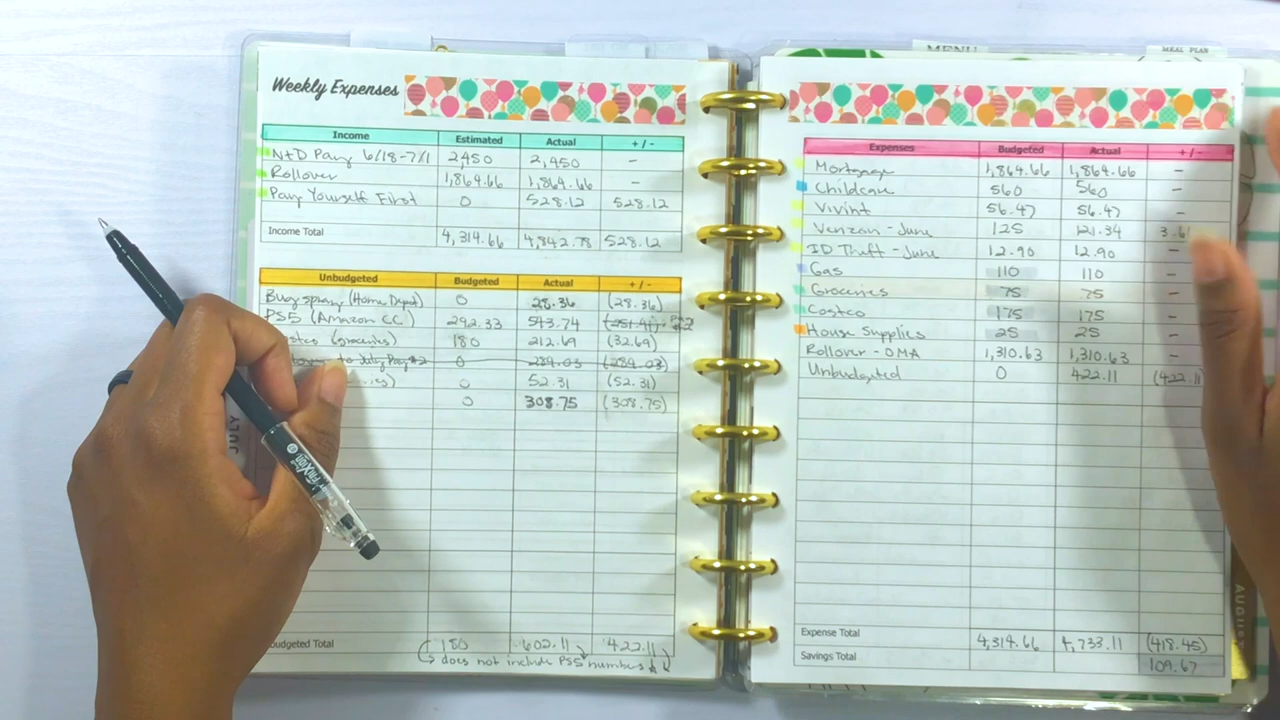 MENU
MEAL PLAN
Weekly Expenses
Income Estimated Actual + / -
N+D Pay 6/18-7/1 2450 2,450 -
Rollover 1,864.66 1,864.66 -
Pay Yourself First 0 528.12 528.12
Income Total 4,314.66 4,842.78 528.12
Unbudgeted Budgeted Actual + / -
Bug spray (Home Depot) 0 28.36 (28.36)
PS5 (Amazon CC) 292.33 543.74 (251.41)
(groceries) 180 212.69 (32.69)
to July Pay #2 0 289.03 (289.03)
0 52.31 (52.31)
0 308.75 (308.75)
Total 180 602.11 422.11
does not include PS5 numbers
Expenses Budgeted Actual + / -
Mortgage 1,864.66 1,864.66 -
Childcare 560 560 -
Vivint 56.47 56.47 -
Verizon - June 125 121.34
ID Theft - June 12.90 12.90 -
Gas 110 110 -
Groceries 75 75 -
Costco 175 175 -
House Supplies 25 25 -
Rollover - OMA 1,310.63 1,310.63 -
Unbudgeted 0 422.11 (422.11)
Expense Total 4,314.66 4,733.11 (418.45)
Savings Total 109.67
JULY
AUGUST
FriXion